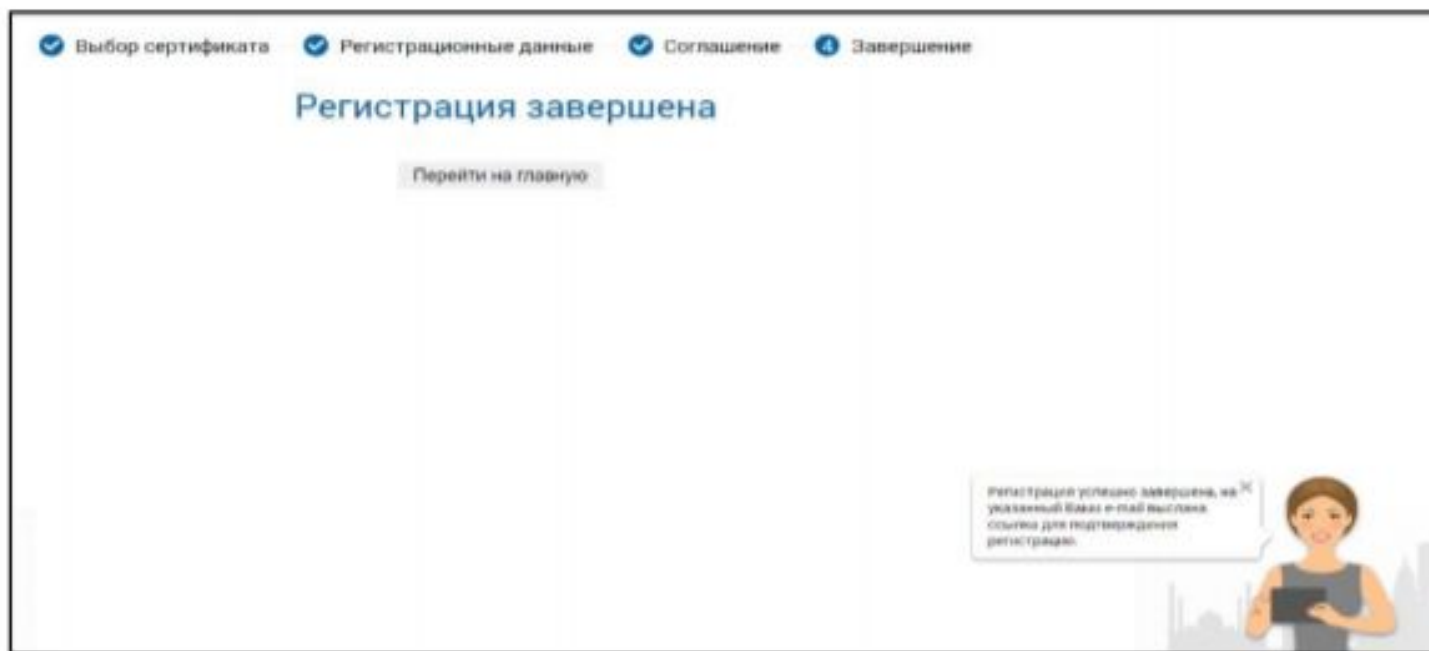 Выбор сертификата Регистрационные данные Соглашение 4 Завершение
Регистрация завершена
Перейти на главную
Регистрация успешно завершена, на
указанный Вами e-mail выслана
ссылка для подтверждения
регистрации.